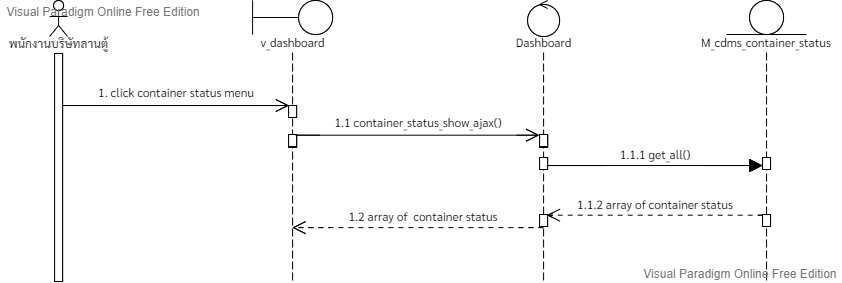 Visual Paradigm Online Free Edition
พนักงานบริษัทลานตู้
v_dashboard
Dashboard
M_cdms_container_status
1. click container status menu
1.1 container_status_show_ajax()
1.1.1 get_all()
1.1.2 array of container status
1.2 array of  container status
Visual Paradigm Online Free Edition